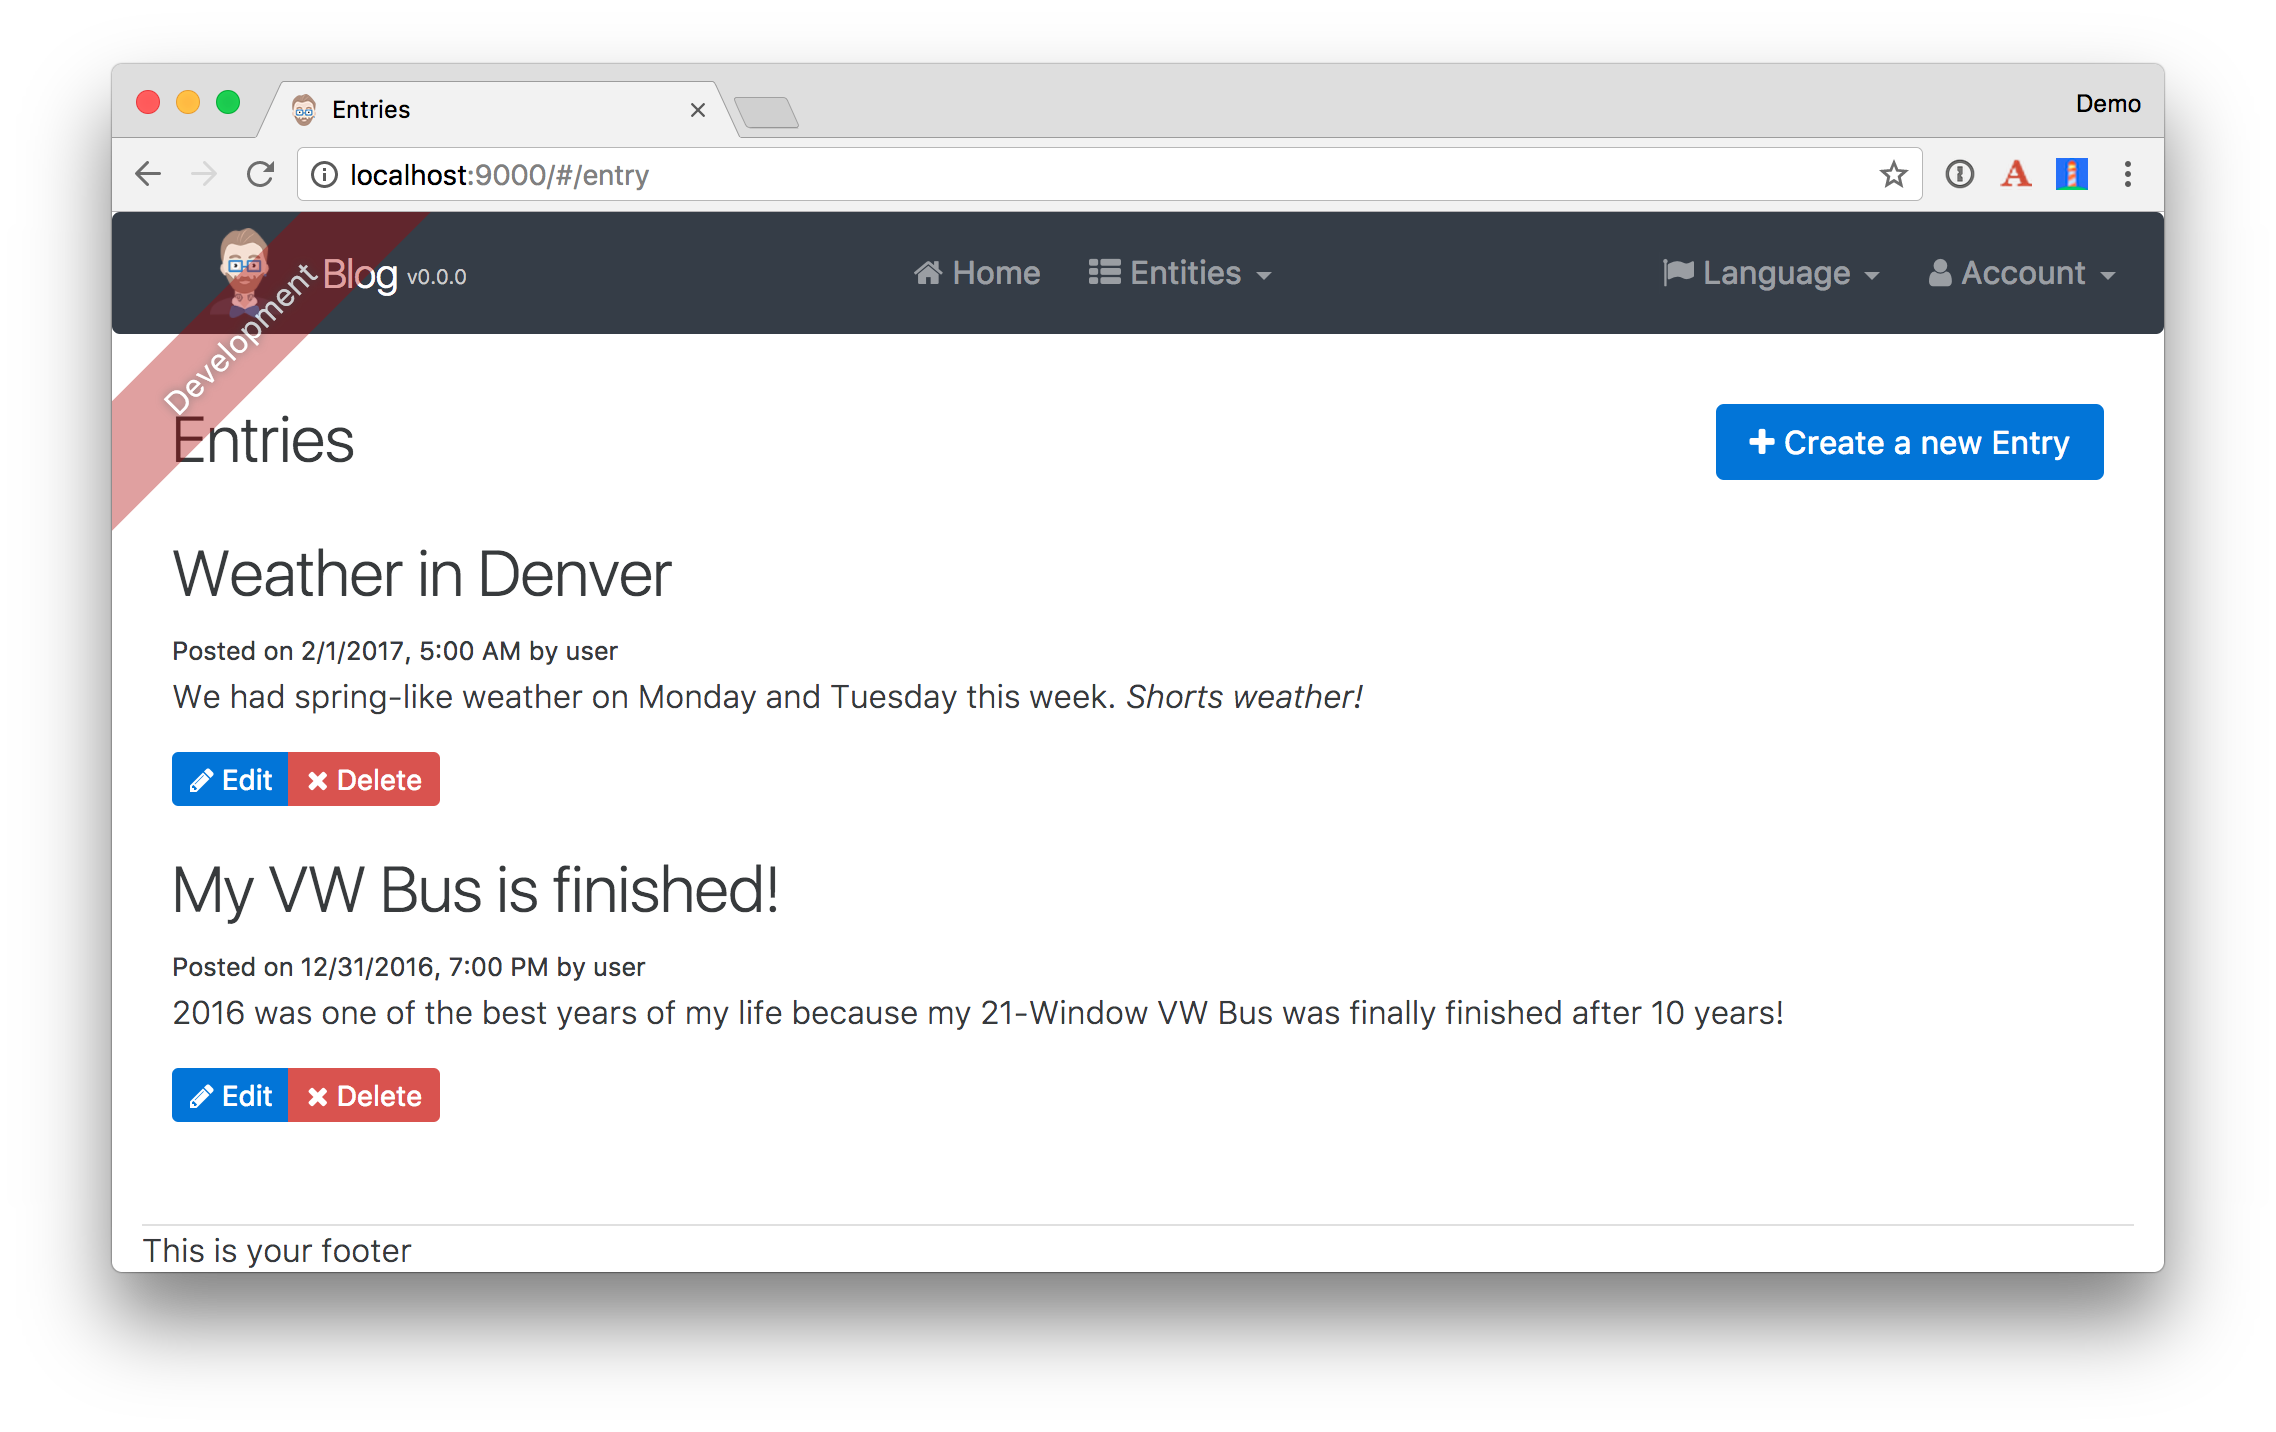 Entries
Demo
localhost:9000/#/entry
Blog v0.0.0
Home
Entities
Language
Account
Development
Entries
Create a new Entry
Weather in Denver
Posted on 2/1/2017, 5:00 AM by user
We had spring-like weather on Monday and Tuesday this week. Shorts weather!
Edit
Delete
My VW Bus is finished!
Posted on 12/31/2016, 7:00 PM by user
2016 was one of the best years of my life because my 21-Window VW Bus was finally finished after 10 years!
Edit
Delete
This is your footer